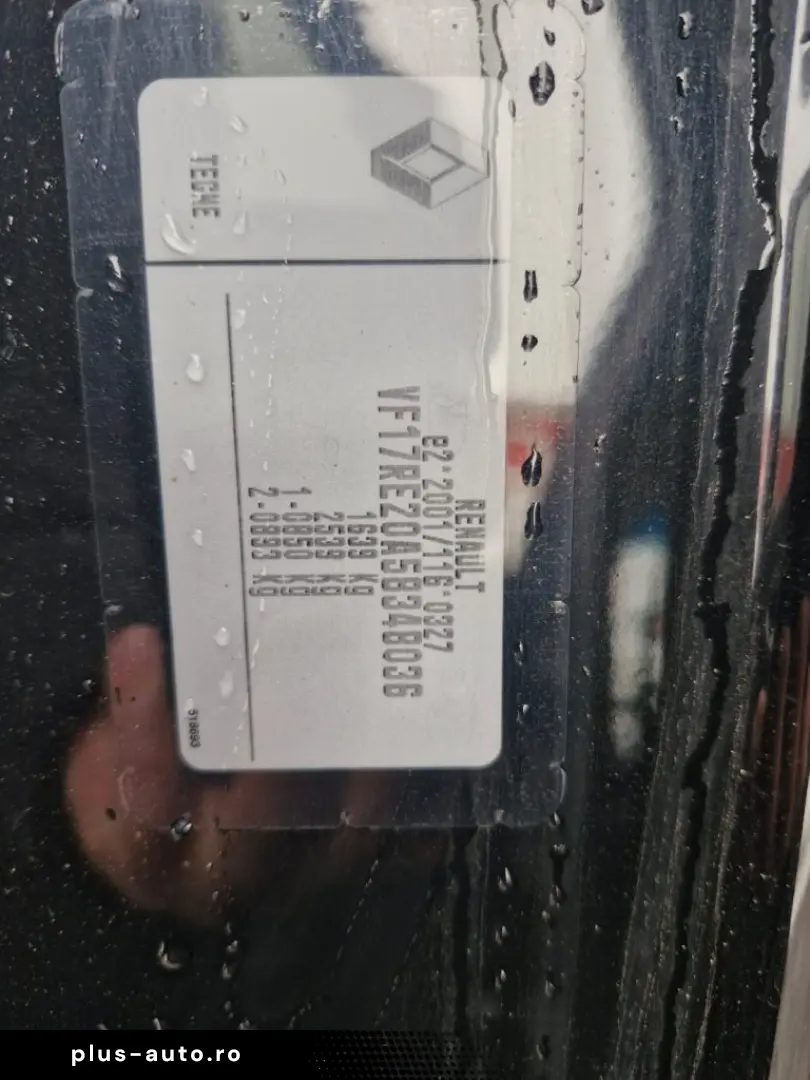 TEGNE
RENAULT
e2*2001/116*0327
VF17RE20A58348036
1639 kg
2539 kg
1-0850 kg
2-0893 kg
plus-auto.ro